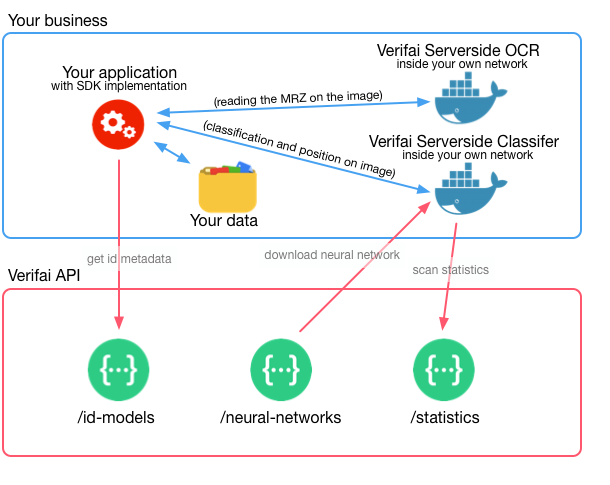 Your business
Your application
with SDK implementation
Verifai Serverside OCR
inside your own network
(reading the MRZ on the image)
(classification and position on image)
Verifai Serverside Classifer
inside your own network
Your data
get id metadata
download neural network
scan statistics
Verifai API
{···}
{···}
{···}
/id-models
/neural-networks
/statistics